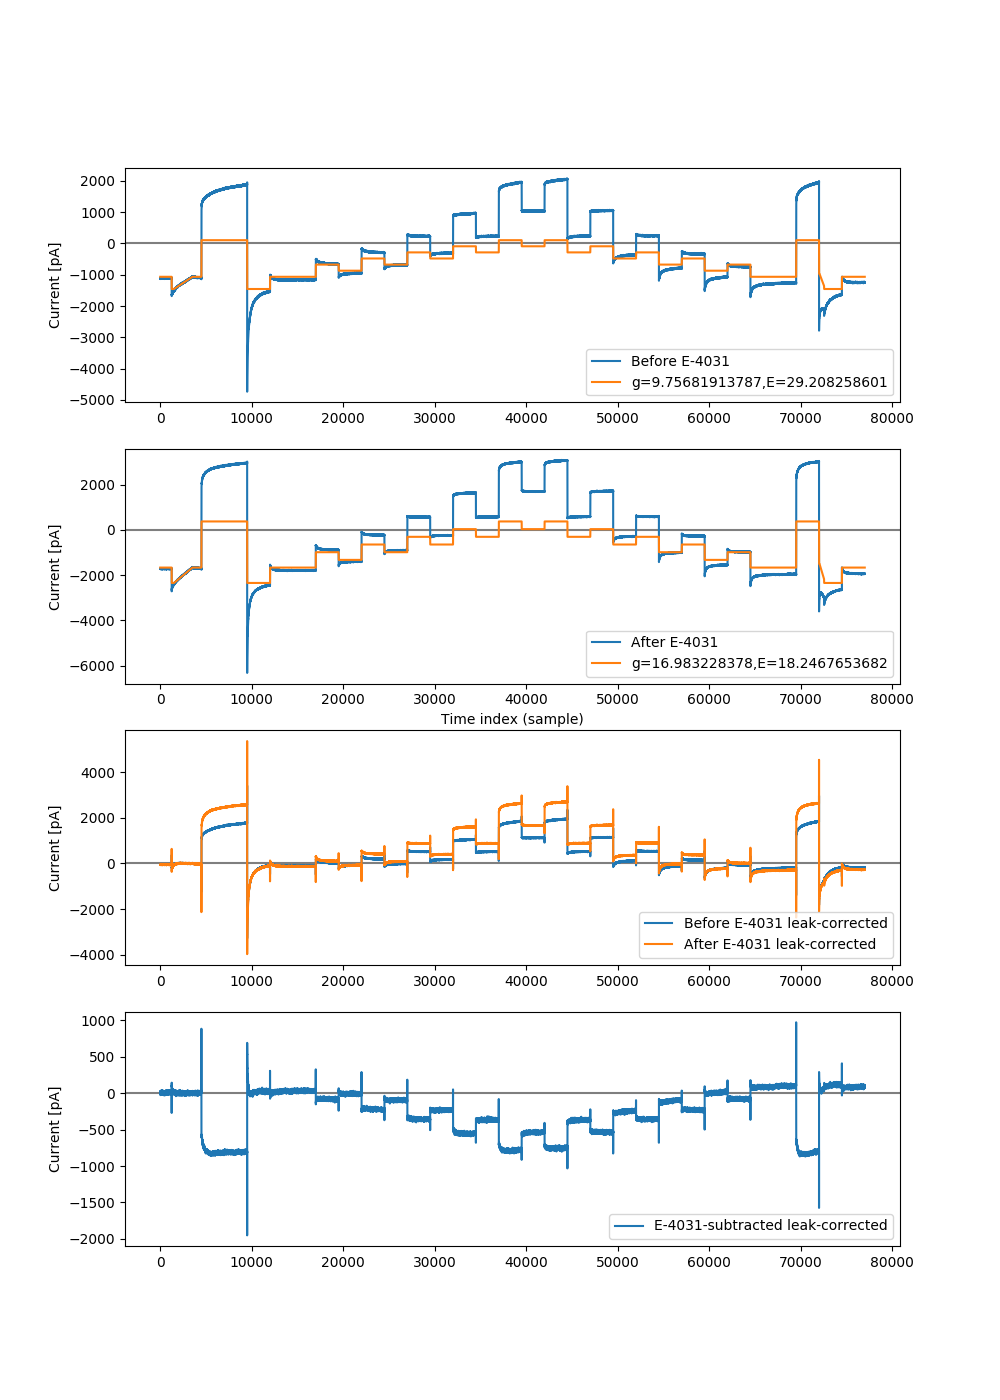 2000
1000
0
−1000
−2000
−3000
−4000
−5000
Current [pA]
Before E-4031
g=9.75681913787,E=29.208258601
0 10000 20000 30000 40000 50000 60000 70000 80000
2000
0
−2000
−4000
−6000
Current [pA]
After E-4031
g=16.983228378,E=18.2467653682
0 10000 20000 30000 40000 50000 60000 70000 80000
Time index (sample)
4000
2000
0
−2000
−4000
Current [pA]
Before E-4031 leak-corrected
After E-4031 leak-corrected
0 10000 20000 30000 40000 50000 60000 70000 80000
1000
500
0
−500
−1000
−1500
−2000
Current [pA]
E-4031-subtracted leak-corrected
0 10000 20000 30000 40000 50000 60000 70000 80000